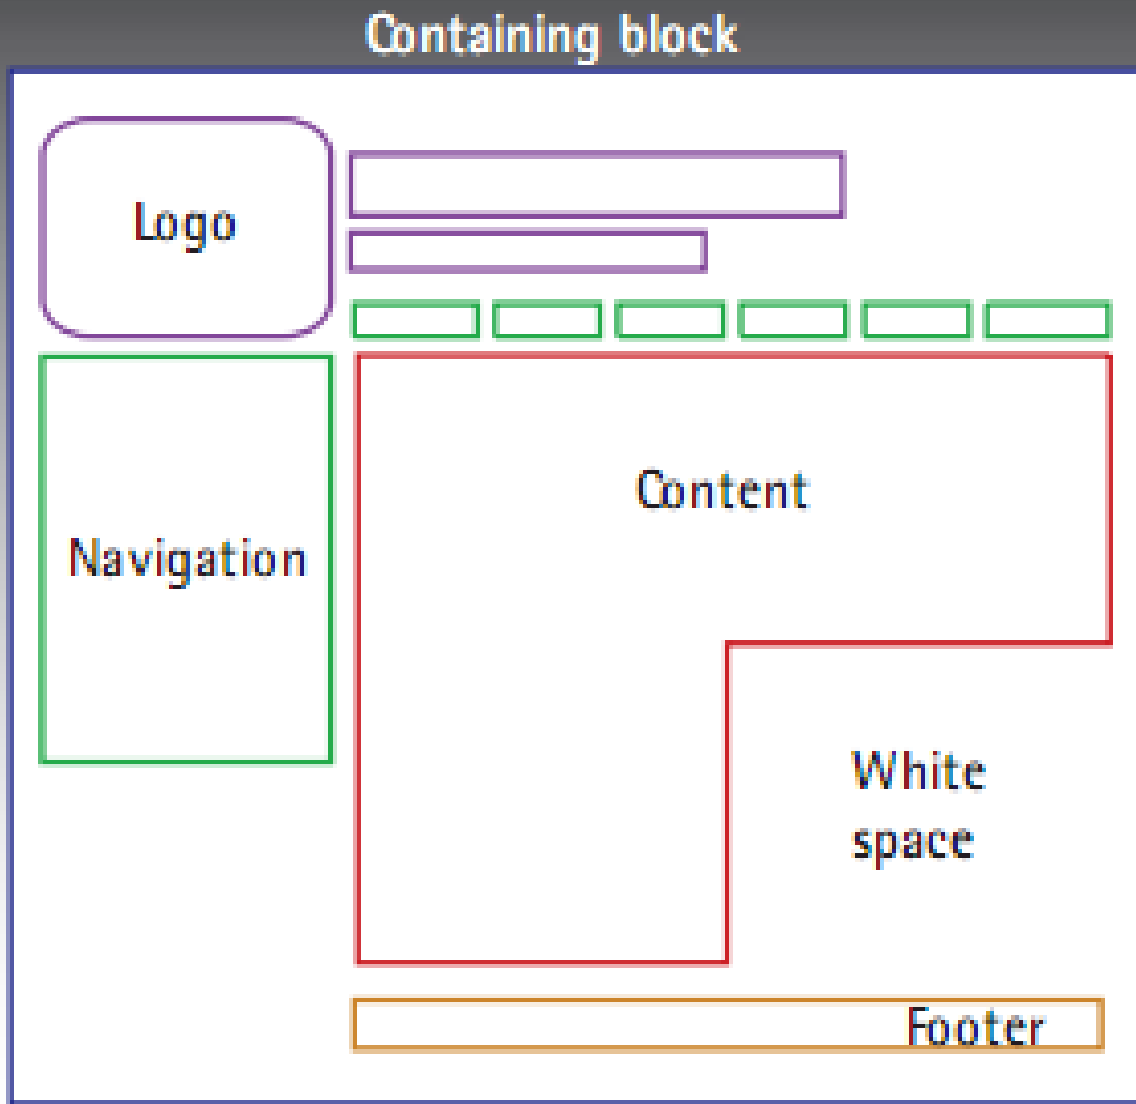 Containing block
Logo
Content
Navigation
White
space
Footer